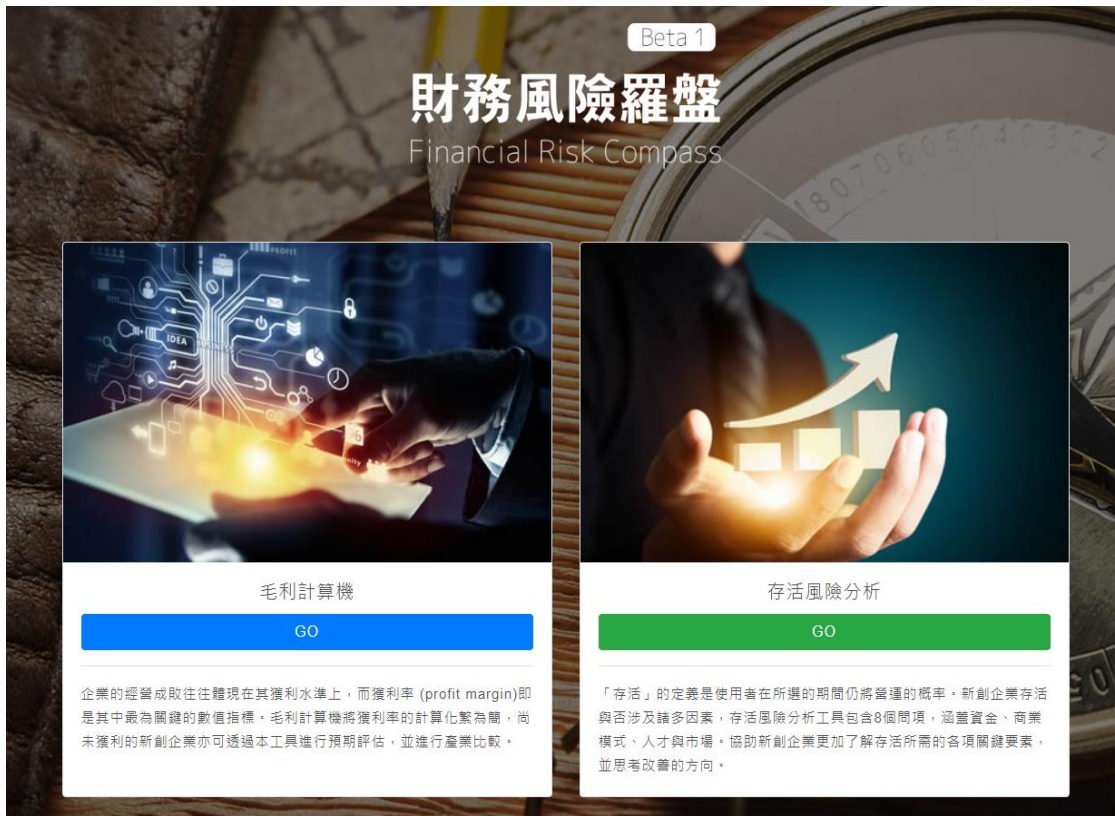 Beta 1
財務風險羅盤
Financial Risk Compass
PROFIT
IDEA
毛利計算機
GO
企業的經營成敗往往體現在其獲利水準上，而獲利率 (profit margin)即
是其中最為關鍵的數值指標。毛利計算機將獲利率的計算化繁為簡，尚
未獲利的新創企業亦可透過本工具進行預期評估，並進行產業比較。
存活風險分析
GO
「存活」的定義是使用者在所選的期間仍將營運的概率。新創企業存活
與否涉及諸多因素，存活風險分析工具包含8個問項，涵蓋資金、商業
模式、人才與市場。協助新創企業更加了解存活所需的各項關鍵要素，
並思考改善的方向。